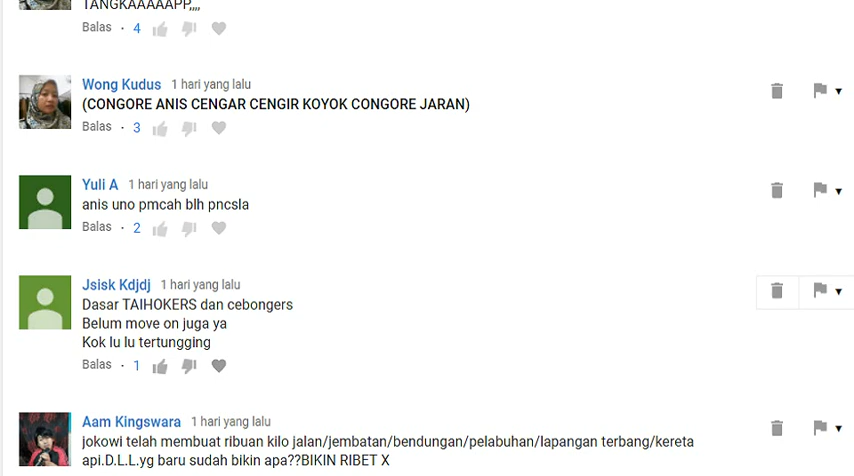 TANGKAAAAAPP,,,,
Balas · 4
Wong Kudus 1 hari yang lalu
(CONGORE ANIS CENGAR CENGIR KOYOK CONGORE JARAN)
Balas · 3
Yuli A 1 hari yang lalu
anis uno pmcah blh pncsla
Balas · 2
Jsisk Kdjdj 1 hari yang lalu
Dasar TAIHOKERS dan cebongers
Belum move on juga ya
Kok lu lu tertungging
Balas · 1
Aam Kingswara 1 hari yang lalu
jokowi telah membuat ribuan kilo jalan/jembatan/bendungan/pelabuhan/lapangan terbang/kereta
api.D.L.L.yg baru sudah bikin apa??BIKIN RIBET X